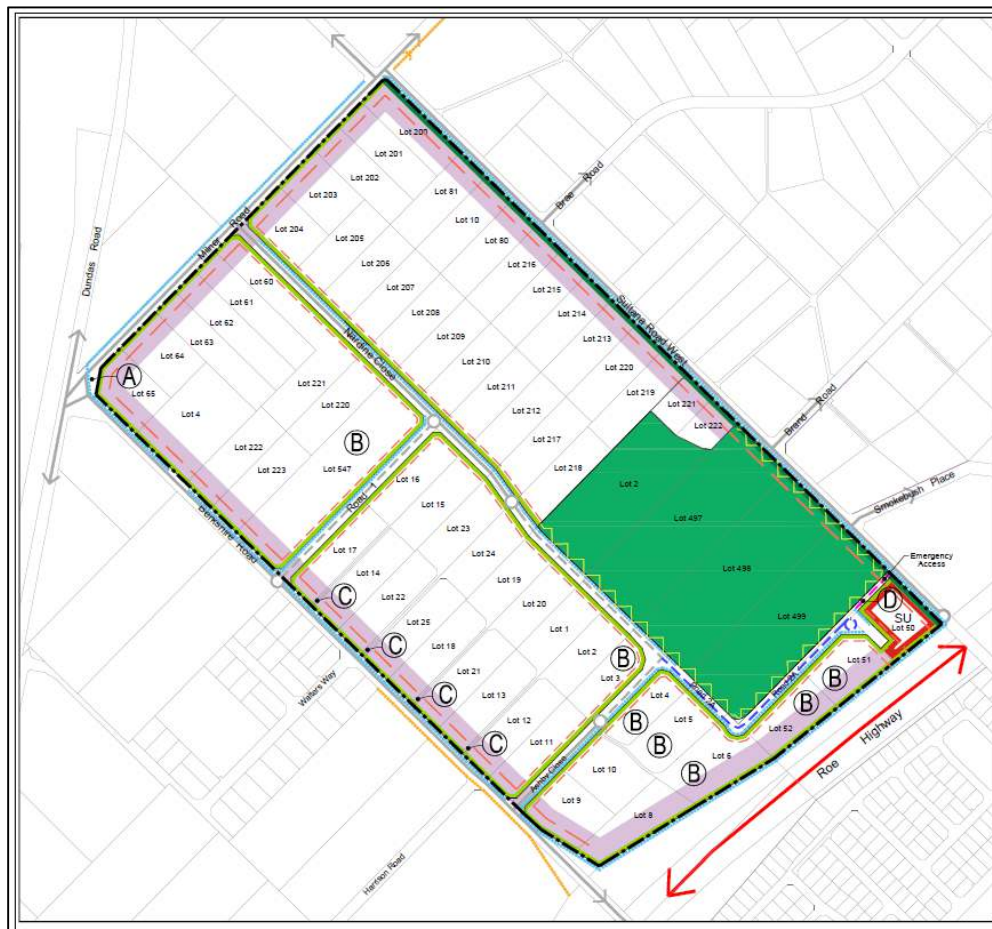 Lot 200
Lot 201
Lot 202
Lot 203
Lot 204
Lot 81
Lot 10
Lot 80
Lot 205
Lot 206
Lot 207
Lot 208
Lot 209
Lot 210
Lot 211
Lot 212
Lot 216
Lot 215
Lot 214
Lot 213
Lot 220
Lot 219
Lot 221
Lot 222
Lot 217
Lot 218
Brae Road
Sultana Road West
Brand Road
Smokebush Place
Emergency
Access
Milner Road
Dundas Road
Nardine Close
Lot 60
Lot 61
Lot 62
Lot 63
Lot 64
Lot 65
A
Lot 4
Lot 221
Lot 220
B
Lot 222
Lot 223
Lot 547
Road 1
Berkshire Road
Lot 2
Lot 497
Lot 498
Lot 499
D
SU
Lot 50
Lot 16
Lot 15
Lot 23
Lot 24
Lot 17
Lot 14
Lot 22
Lot 19
Lot 20
Lot 25
Lot 18
Lot 1
Lot 21
Lot 2
Lot 13
Lot 3
Lot 12
Lot 11
C
C
C
C
B
Lot 4
Lot 5
Lot 6
Lot 51
Lot 52
B
B
B
B
B
Road 2A
Ashby Close
Lot 10
Lot 9
Lot 8
Walters Way
Harrison Road
Roe Highway